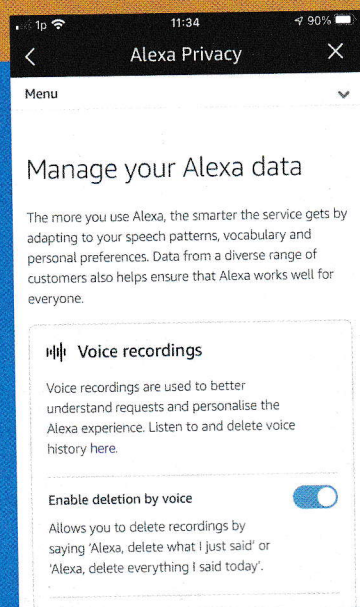 1p 11:34 90%
Alexa Privacy
Menu
Manage your Alexa data
The more you use Alexa, the smarter the service gets by
adapting to your speech patterns, vocabulary and
personal preferences. Data from a diverse range of
customers also helps ensure that Alexa works well for
everyone.
Voice recordings
Voice recordings are used to better
understand requests and personalise the
Alexa experience. Listen to and delete voice
history here.
Enable deletion by voice
Allows you to delete recordings by
saying 'Alexa, delete what I just said' or
'Alexa, delete everything I said today'.